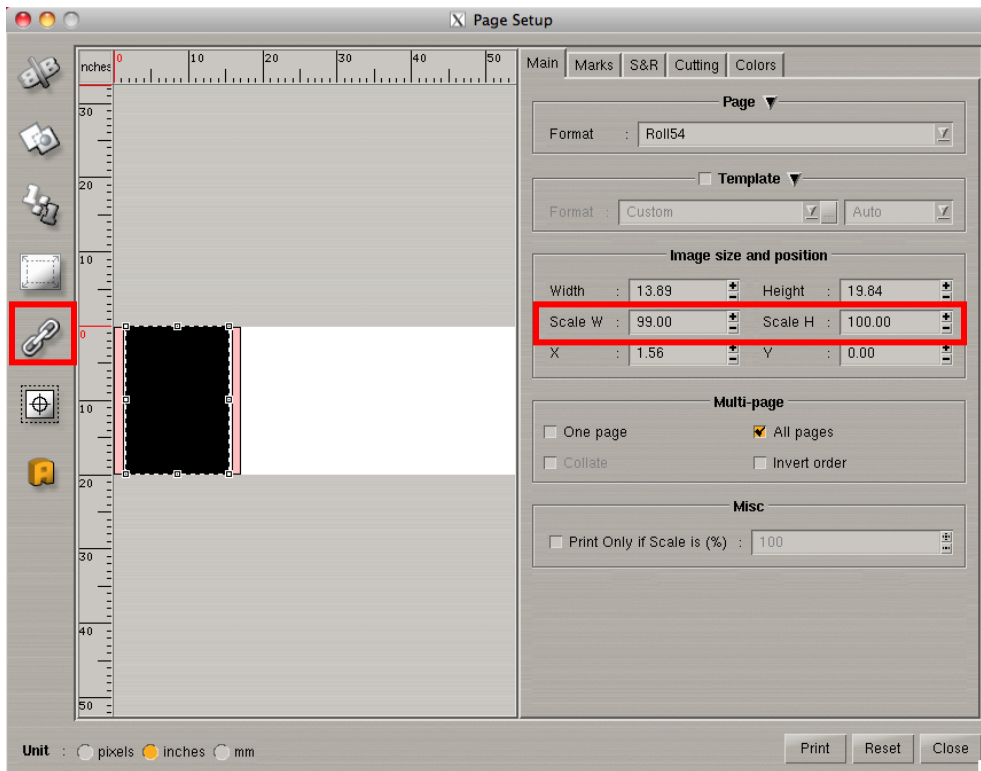 X Page Setup
nches
0 10 20 30 40 50
30
20
10
0
10
20
30
40
50
Main Marks S&R Cutting Colors
Page
Format : Roll54
Template
Format : Custom Auto
Image size and position
Width : 13.89 Height : 19.84
Scale W : 99.00 Scale H : 100.00
X : 1.56 Y : 0.00
Multi-page
One page All pages
Collate Invert order
Misc
Print Only if Scale is (%) : 100
Unit : pixels inches mm
Print Reset Close